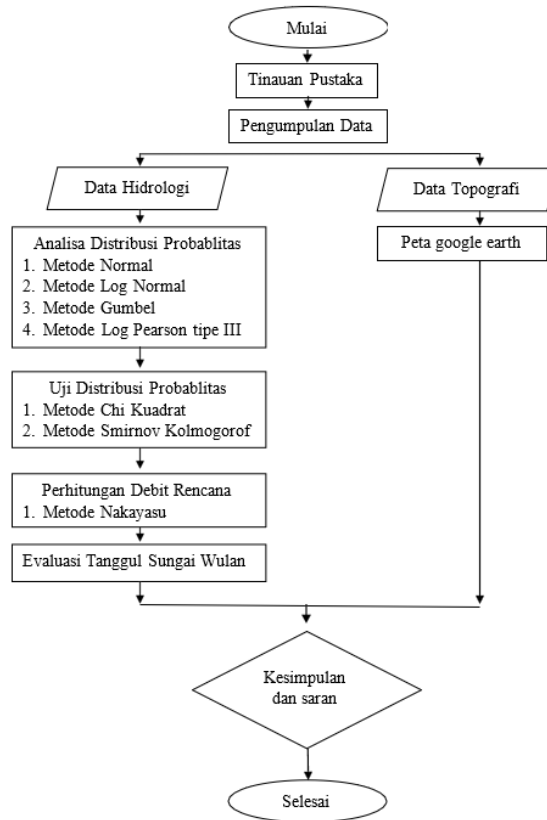 Mulai
Tinauan Pustaka
Pengumpulan Data
Data Hidrologi
Data Topografi
Analisa Distribusi Probablitas
1. Metode Normal
2. Metode Log Normal
3. Metode Gumbel
4. Metode Log Pearson tipe III
Peta google earth
Uji Distribusi Probablitas
1. Metode Chi Kuadrat
2. Metode Smirnov Kolmogorof
Perhitungan Debit Rencana
1. Metode Nakayasu
Evaluasi Tanggul Sungai Wulan
Kesimpulan
dan saran
Selesai